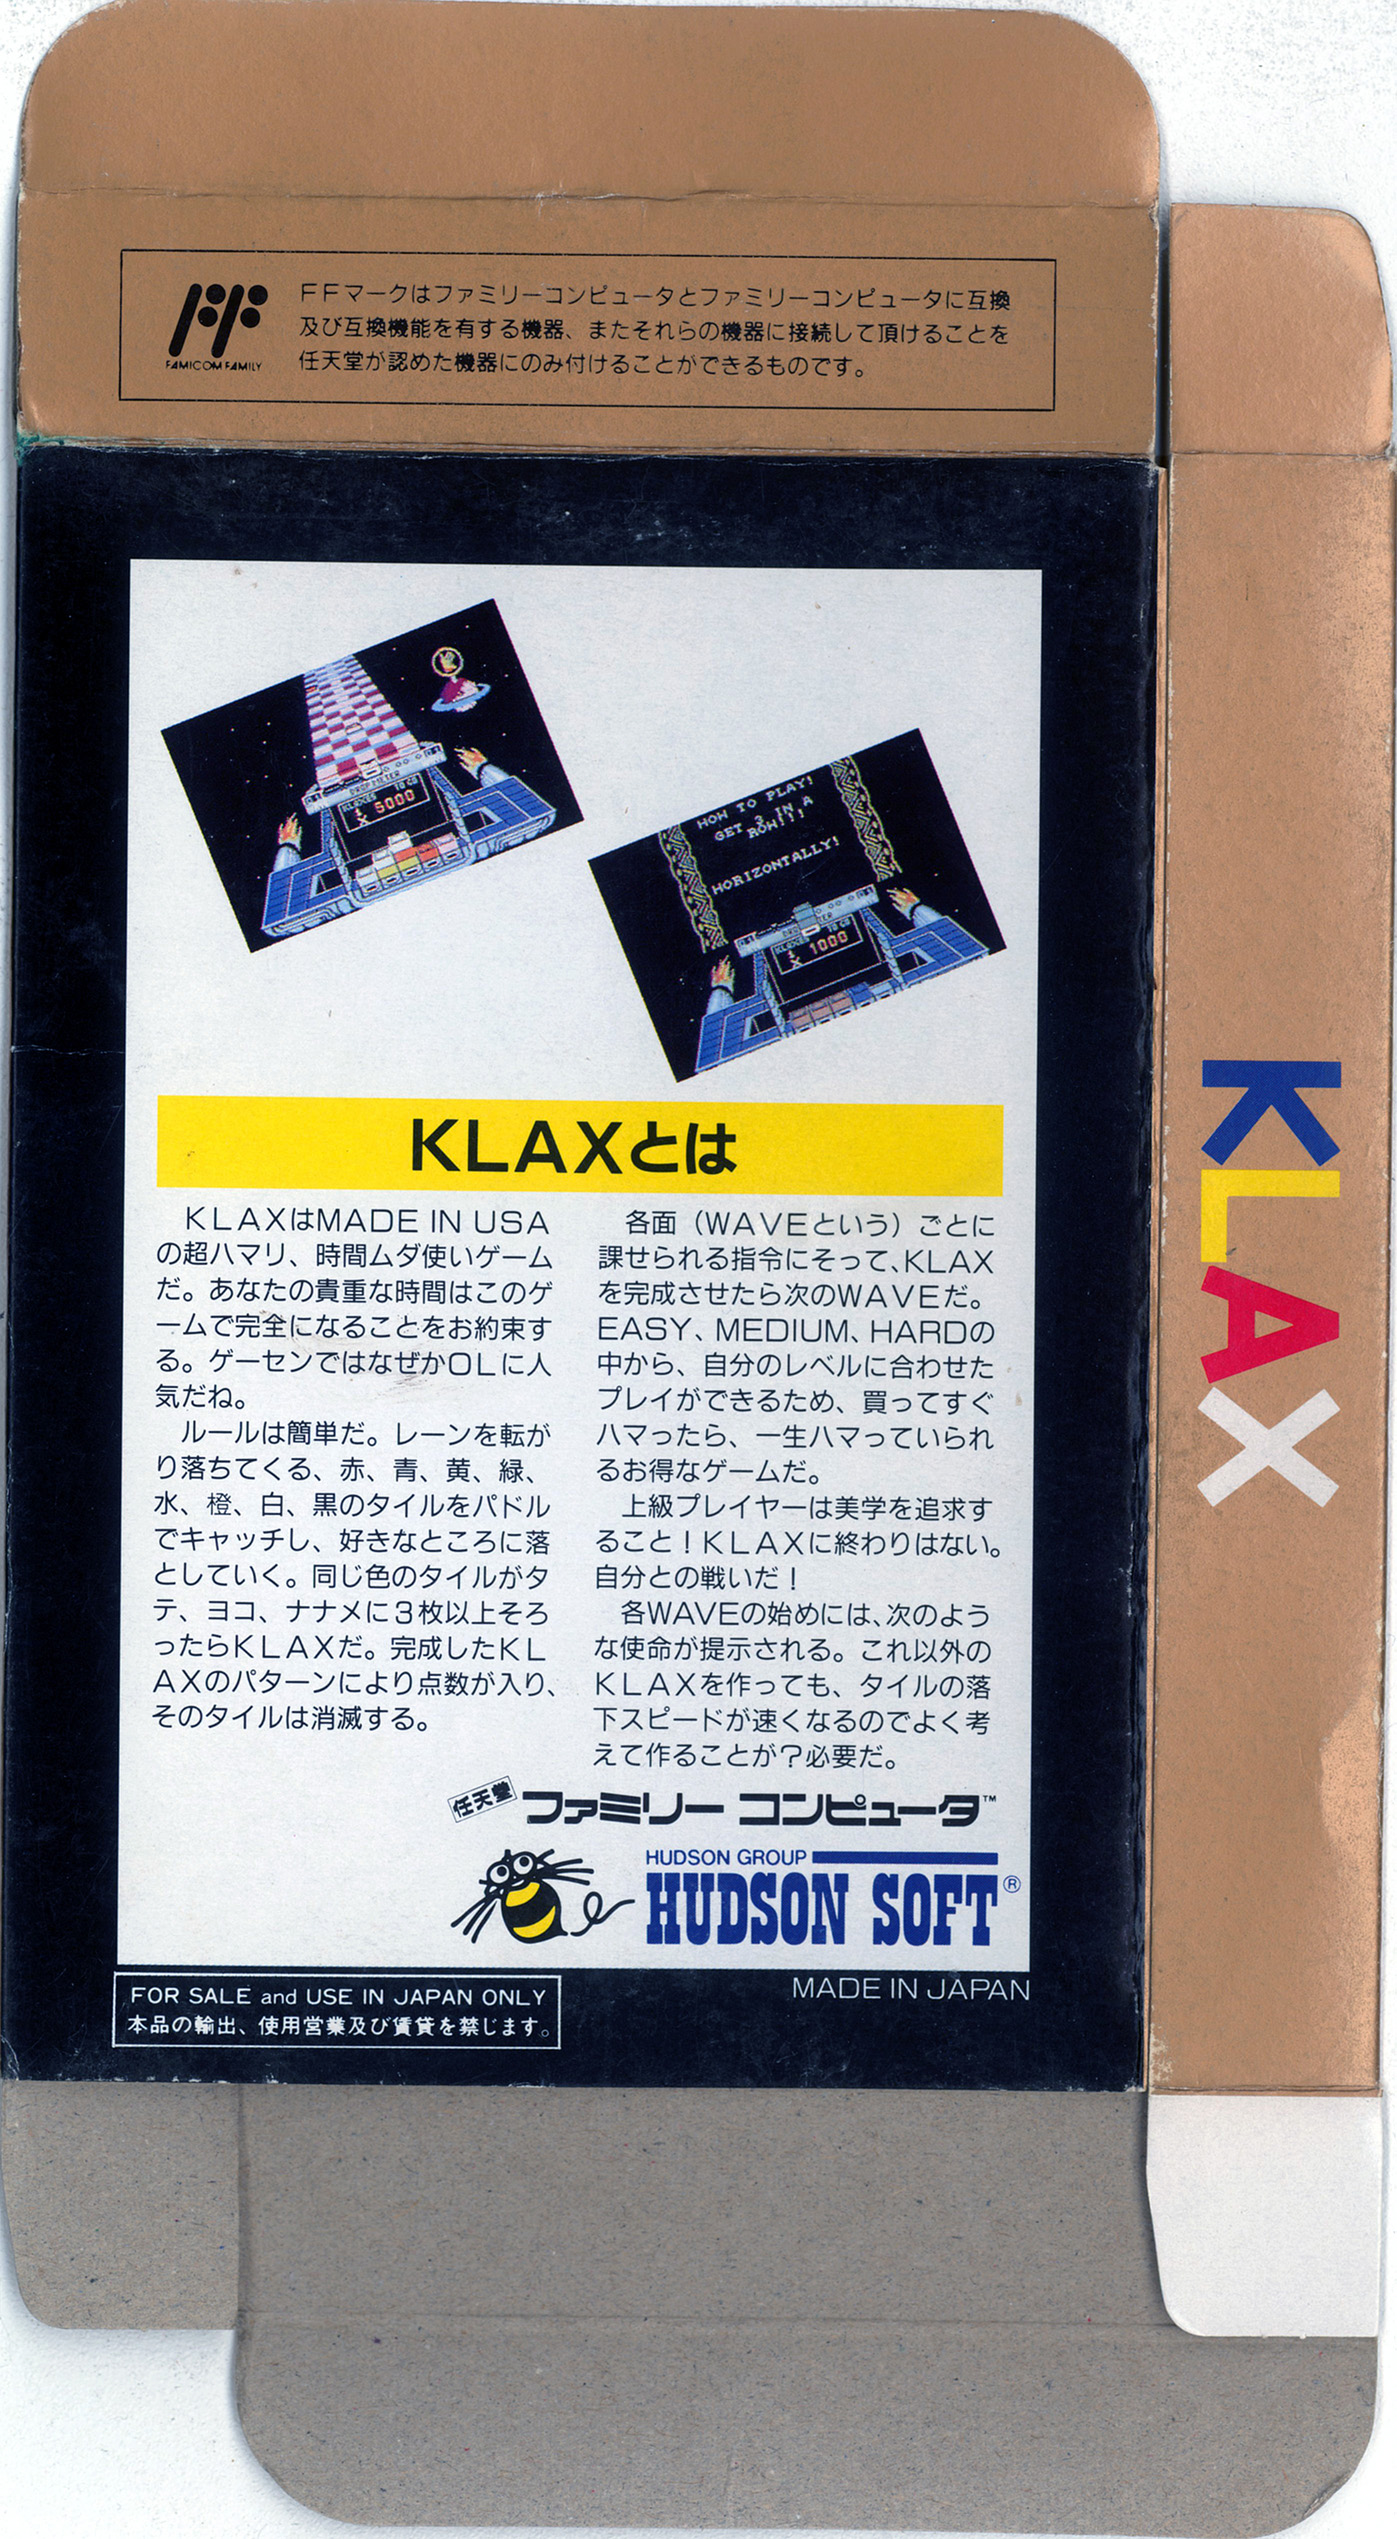 FFマークはファミリーコンピュータとファミリーコンピュータに互換
及び互換機能を有する機器、またそれらの機器に接続して頂けることを
任天堂が認めた機器にのみ付けることができるものです。
FAMICOM FAMILY
DROP METER
KLAXES TO GO
1
X 5000
HOW TO PLAY!
GET 3 IN A
ROW!!!
HORIZONTALLY!
KLAXES TO GO
1
X 1000
KLAXとは
KLAXはMADE IN USA
の超ハマリ、時間ムダ使いゲーム
だ。あなたの貴重な時間はこのゲ
ームで完全になることをお約束す
る。ゲーセンではなぜかOLに人
気だね。
ルールは簡単だ。レーンを転が
り落ちてくる、赤、青、黄、緑、
水、橙、白、黒のタイルをパドル
でキャッチし、好きなところに落
としていく。同じ色のタイルがタ
テ、ヨコ、ナナメに3枚以上そろ
ったらKLAXだ。完成したKL
AXのパターンにより点数が入り、
そのタイルは消滅する。
各面（WAVEという）ごとに
課せられる指令にそって、KLAX
を完成させたら次のWAVEだ。
EASY、MEDIUM、HARDの
中から、自分のレベルに合わせた
プレイができるため、買ってすぐ
ハマったら、一生ハマっていられ
るお得なゲームだ。
上級プレイヤーは美学を追求す
ること！KLAXに終わりはない。
自分との戦いだ！
各WAVEの始めには、次のよう
な使命が提示される。これ以外の
KLAXを作っても、タイルの落
下スピードが速くなるのでよく考
えて作ることが？必要だ。
任天堂 ファミリー コンピュータ™
HUDSON GROUP
HUDSON SOFT®
MADE IN JAPAN
FOR SALE and USE IN JAPAN ONLY
本品の輸出、使用営業及び賃貸を禁じます。
KLAX